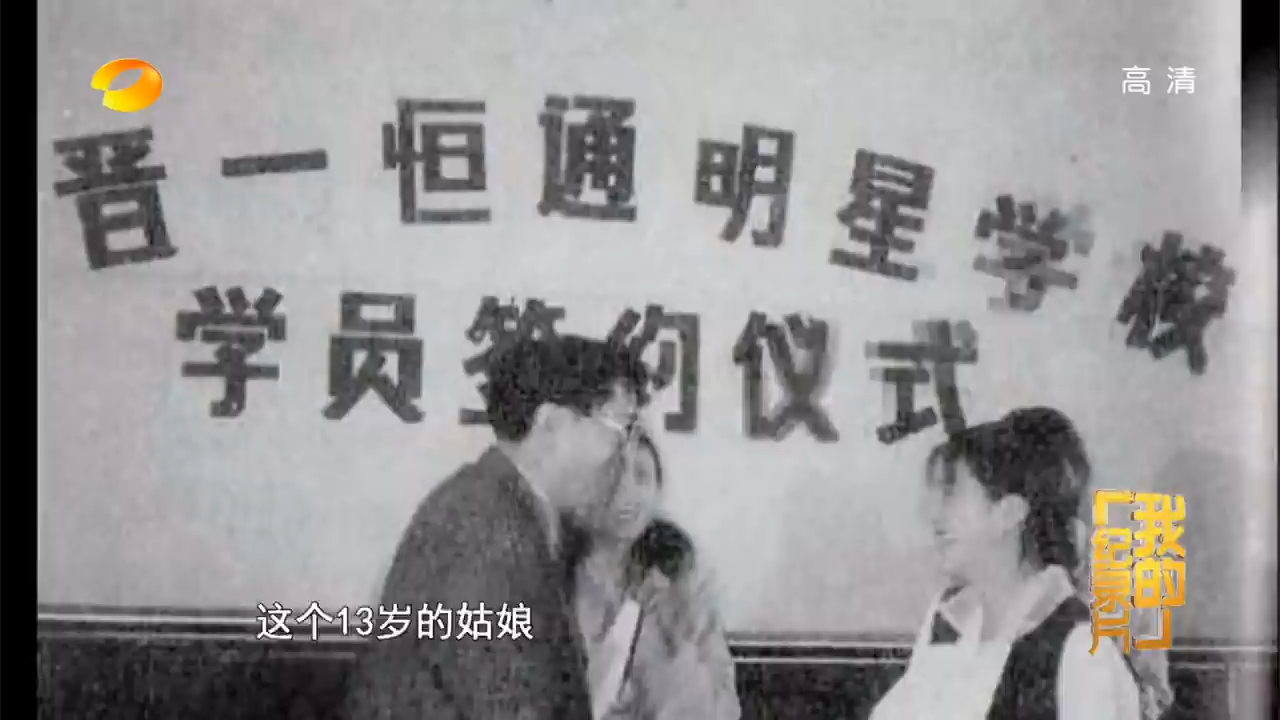 高清
晋一恒通明星学校
学员签约仪式
这个13岁的姑娘
我的
纪录片